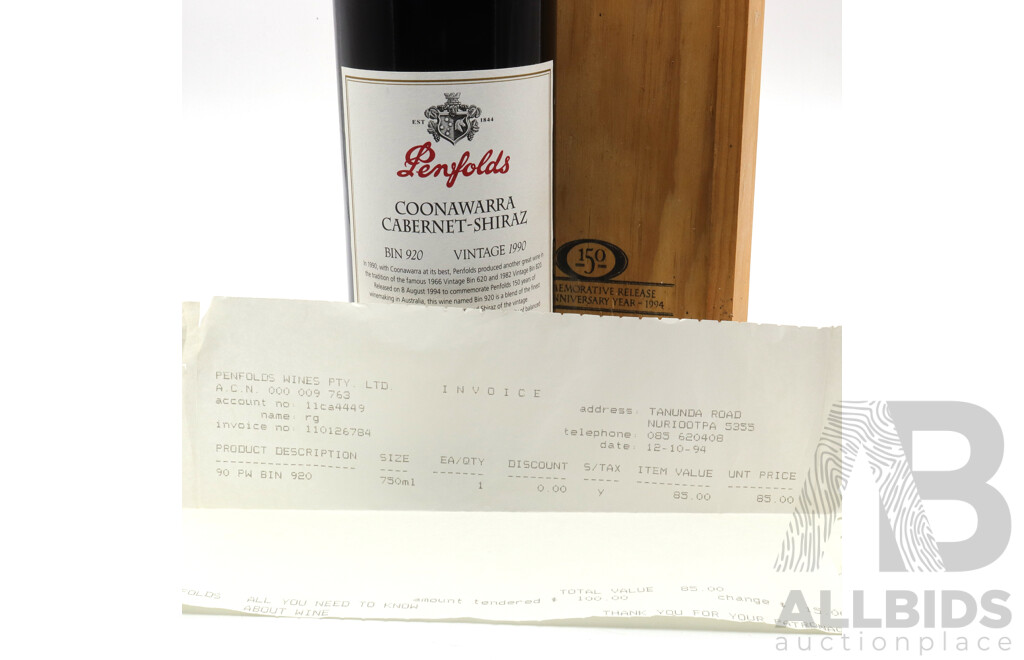 EST 1844
Penfolds
COONAWARRA
CABERNET-SHIRAZ
BIN 920 VINTAGE 1990
In 1990, with Coonawarra at its best, Penfolds produced another great wine in
the tradition of the famous 1966 Vintage Bin 620 and 1982 Vintage Bin 820.
Released on 8 August 1994 to commemorate Penfolds 150 years of
winemaking in Australia, this wine named Bin 920 is a blend of the finest
Shiraz of the vintage
of balanced
150
EMORATIVE RELEASE
NNIVERSARY YEAR - 1994
PENFOLDS WINES PTY. LTD. INVOICE
A.C.N. 000 009 763
account no: 11ca4449
name: rg
invoice no: 110126784
address: TANUNDA ROAD
NURIOOTPA 5355
telephone: 085 620408
date: 12-10-94
PRODUCT DESCRIPTION SIZE EA/QTY DISCOUNT S/TAX ITEM VALUE UNT PRICE
90 PW BIN 920 750ml 1 0.00 y 85.00 85.00
TOTAL VALUE 85.00
FOLDS ALL YOU NEED TO KNOW amount tendered $ 100.00 change
ABOUT WINE THANK YOU FOR YOUR
AB
ALLBIDS
auctionplace